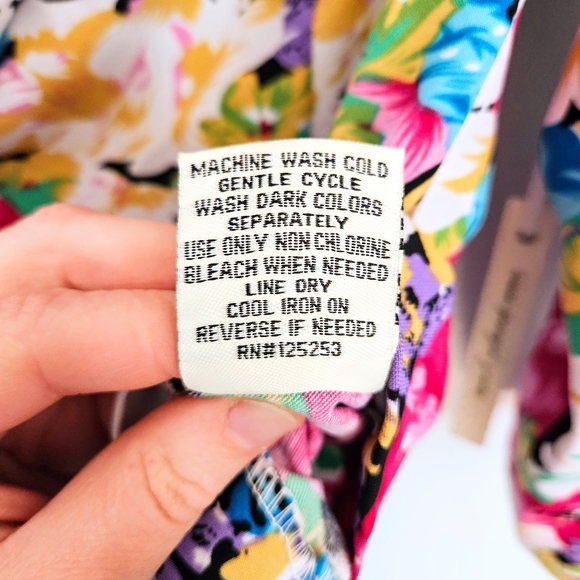 MACHINE WASH COLD
GENTLE CYCLE
WASH DARK COLORS
SEPARATELY
USE ONLY NON CHLORINE
BLEACH WHEN NEEDED
LINE DRY
COOL IRON ON
REVERSE IF NEEDED
RN#125253